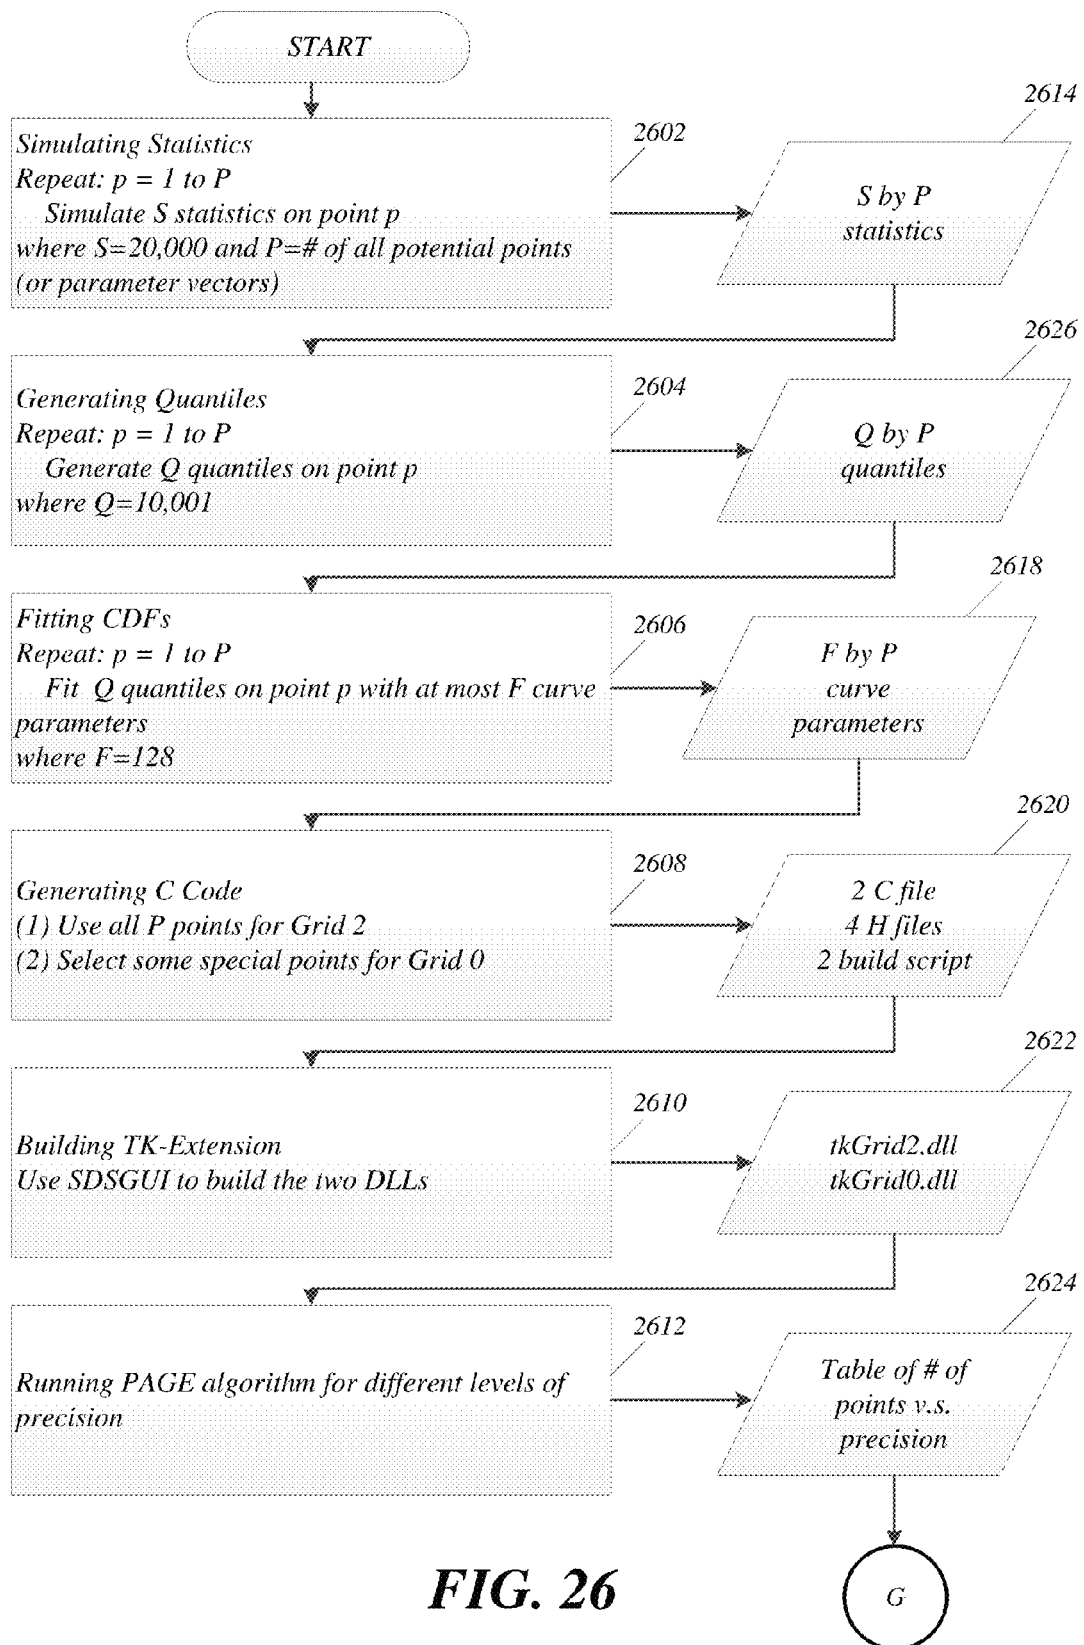 START
2614
Simulating Statistics
Repeat: p = 1 to P
Simulate S statistics on point p
where S=20,000 and P=# of all potential points
(or parameter vectors)
2602
S by P
statistics
2626
Generating Quantiles
Repeat: p = 1 to P
Generate Q quantiles on point p
where Q=10,001
2604
Q by P
quantiles
2618
Fitting CDFs
Repeat: p = 1 to P
Fit Q quantiles on point p with at most F curve
parameters
where F=128
2606
F by P
curve
parameters
2620
Generating C Code
(1) Use all P points for Grid 2
(2) Select some special points for Grid 0
2608
2 C file
4 H files
2 build script
2622
Building TK-Extension
Use SDSGUI to build the two DLLs
2610
tkGrid2.dll
tkGrid0.dll
2624
Running PAGE algorithm for different levels of
precision
2612
Table of # of
points v.s.
precision
G
FIG. 26